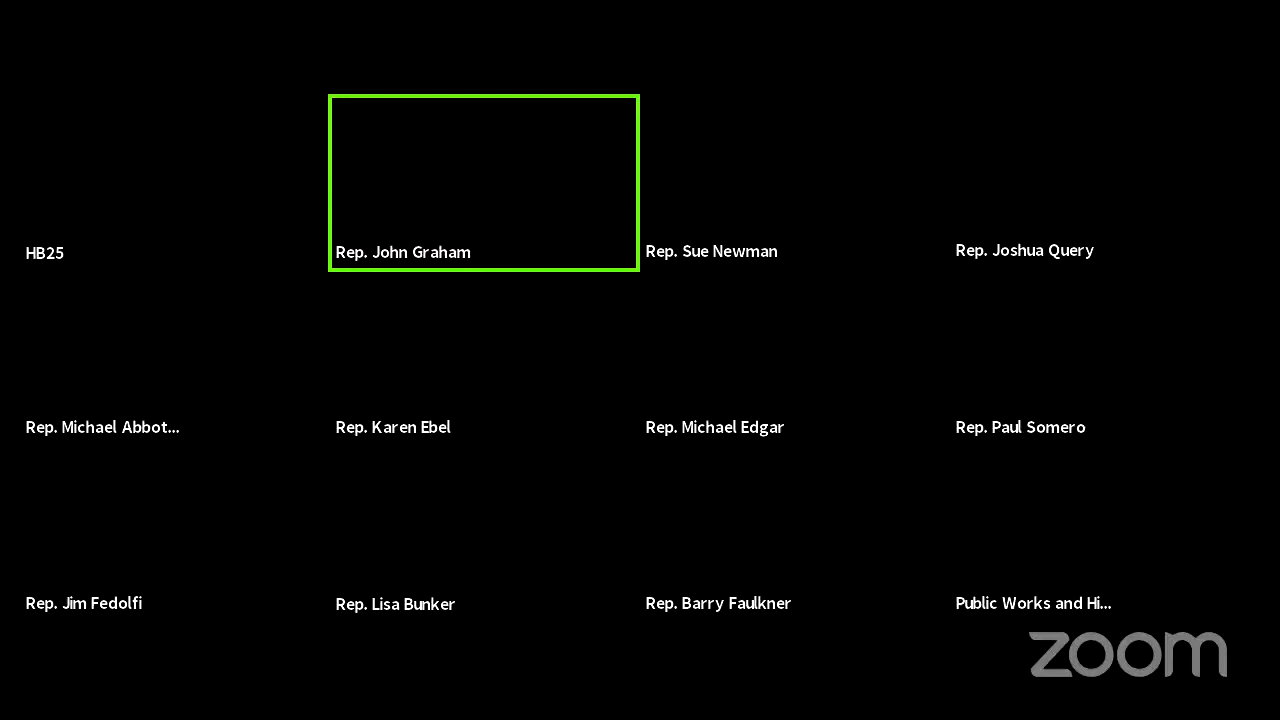 HB25
Rep. John Graham
Rep. Sue Newman
Rep. Joshua Query
Rep. Michael Abbot...
Rep. Karen Ebel
Rep. Michael Edgar
Rep. Paul Somero
Rep. Jim Fedolfi
Rep. Lisa Bunker
Rep. Barry Faulkner
Public Works and Hi...
zoom